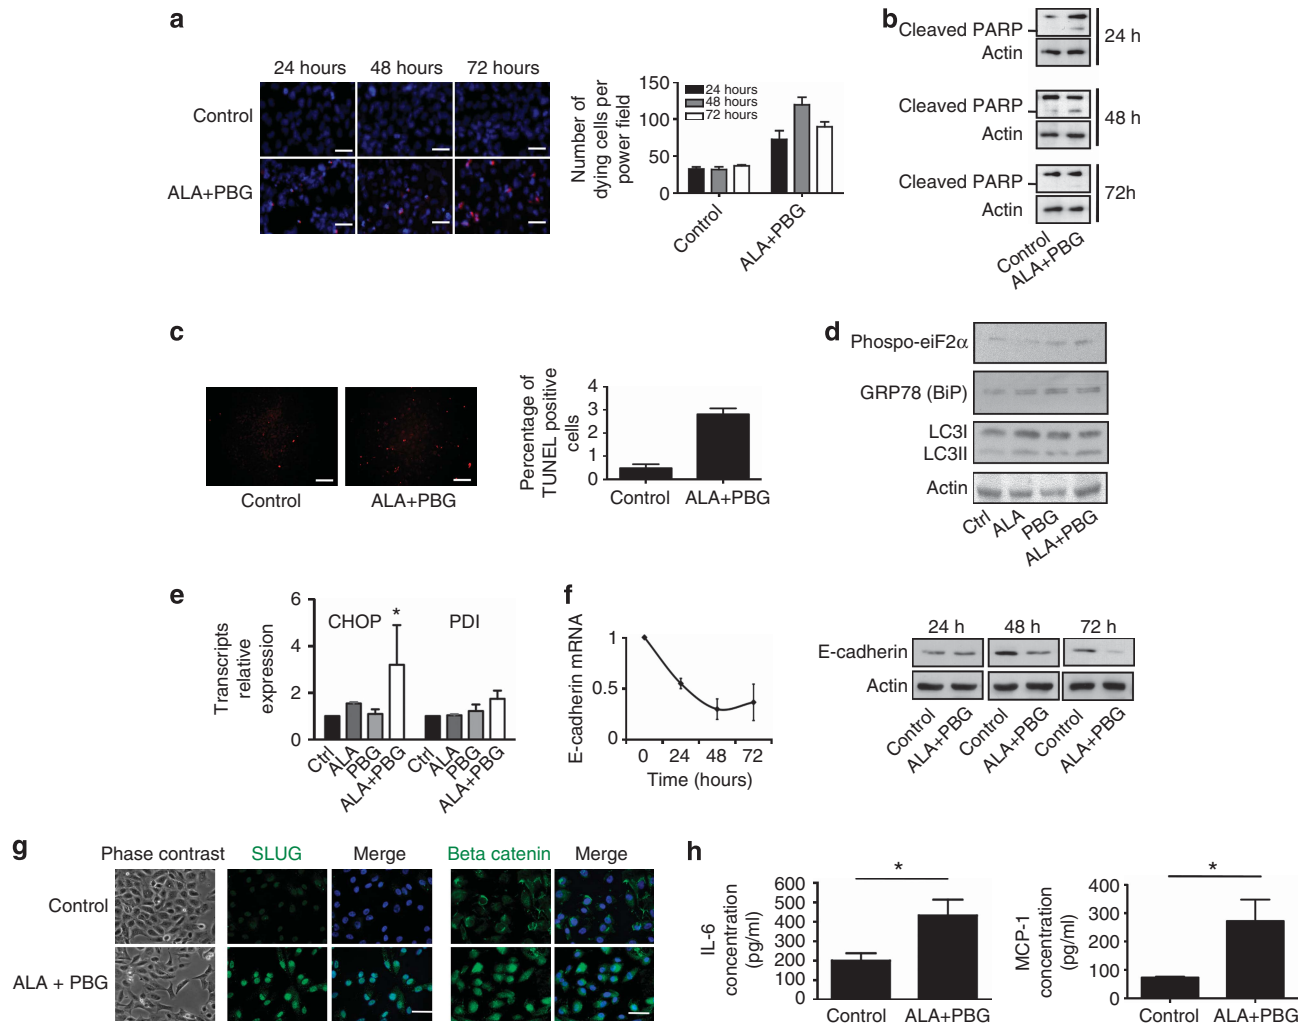 a
24 hours 48 hours 72 hours
Control
ALA+PBG
Number of
dying cells per
power field
150
100
50
0
24 hours
48 hours
72 hours
Control
ALA+PBG
b
Cleaved PARP
Actin
24 h
Cleaved PARP
Actin
48 h
Cleaved PARP
Actin
72h
Control
ALA+PBG
c
Control
ALA+PBG
Percentage of
TUNEL positive
cells
4
3
2
1
0
Control
ALA+PBG
d
Phospo-eiF2α
GRP78 (BiP)
LC3I
LC3II
Actin
Ctrl
ALA
PBG
ALA+PBG
e
Transcripts
relative
expression
6
4
2
0
CHOP
*
PDI
Ctrl
ALA
PBG
ALA+PBG
Ctrl
ALA
PBG
ALA+PBG
f
E-cadherin mRNA
1
0.5
0
0 24 48 72
Time (hours)
24 h 48 h 72 h
E-cadherin
Actin
Control
ALA+PBG
Control
ALA+PBG
Control
ALA+PBG
g
Phase contrast SLUG Merge Beta catenin Merge
Control
ALA + PBG
h
IL-6
concentration
(pg/ml)
600
500
400
300
200
100
0
*
Control
ALA+PBG
MCP-1
concentration
(pg/ml)
400
300
200
100
0
*
Control
ALA+PBG